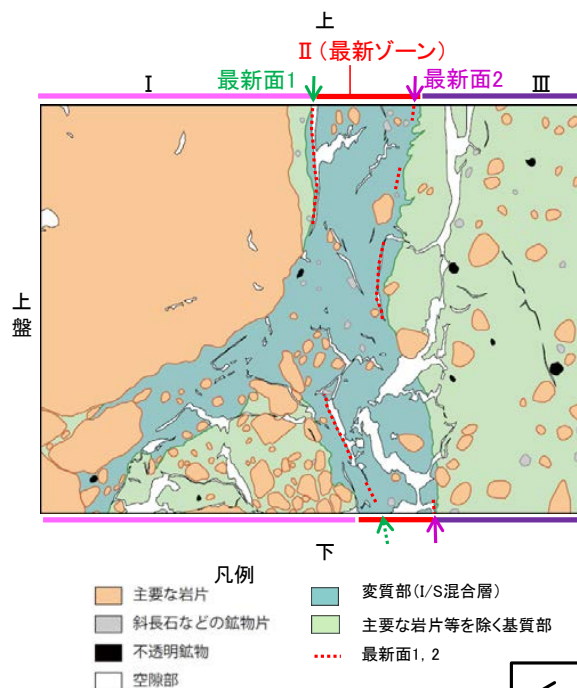 上
Ⅱ（最新ゾーン）
Ⅰ 最新面1 最新面2 Ⅲ
上盤
下
凡例
主要な岩片
斜長石などの鉱物片
不透明鉱物
空隙部
変質部（I/S混合層）
主要な岩片等を除く基質部
最新面1, 2